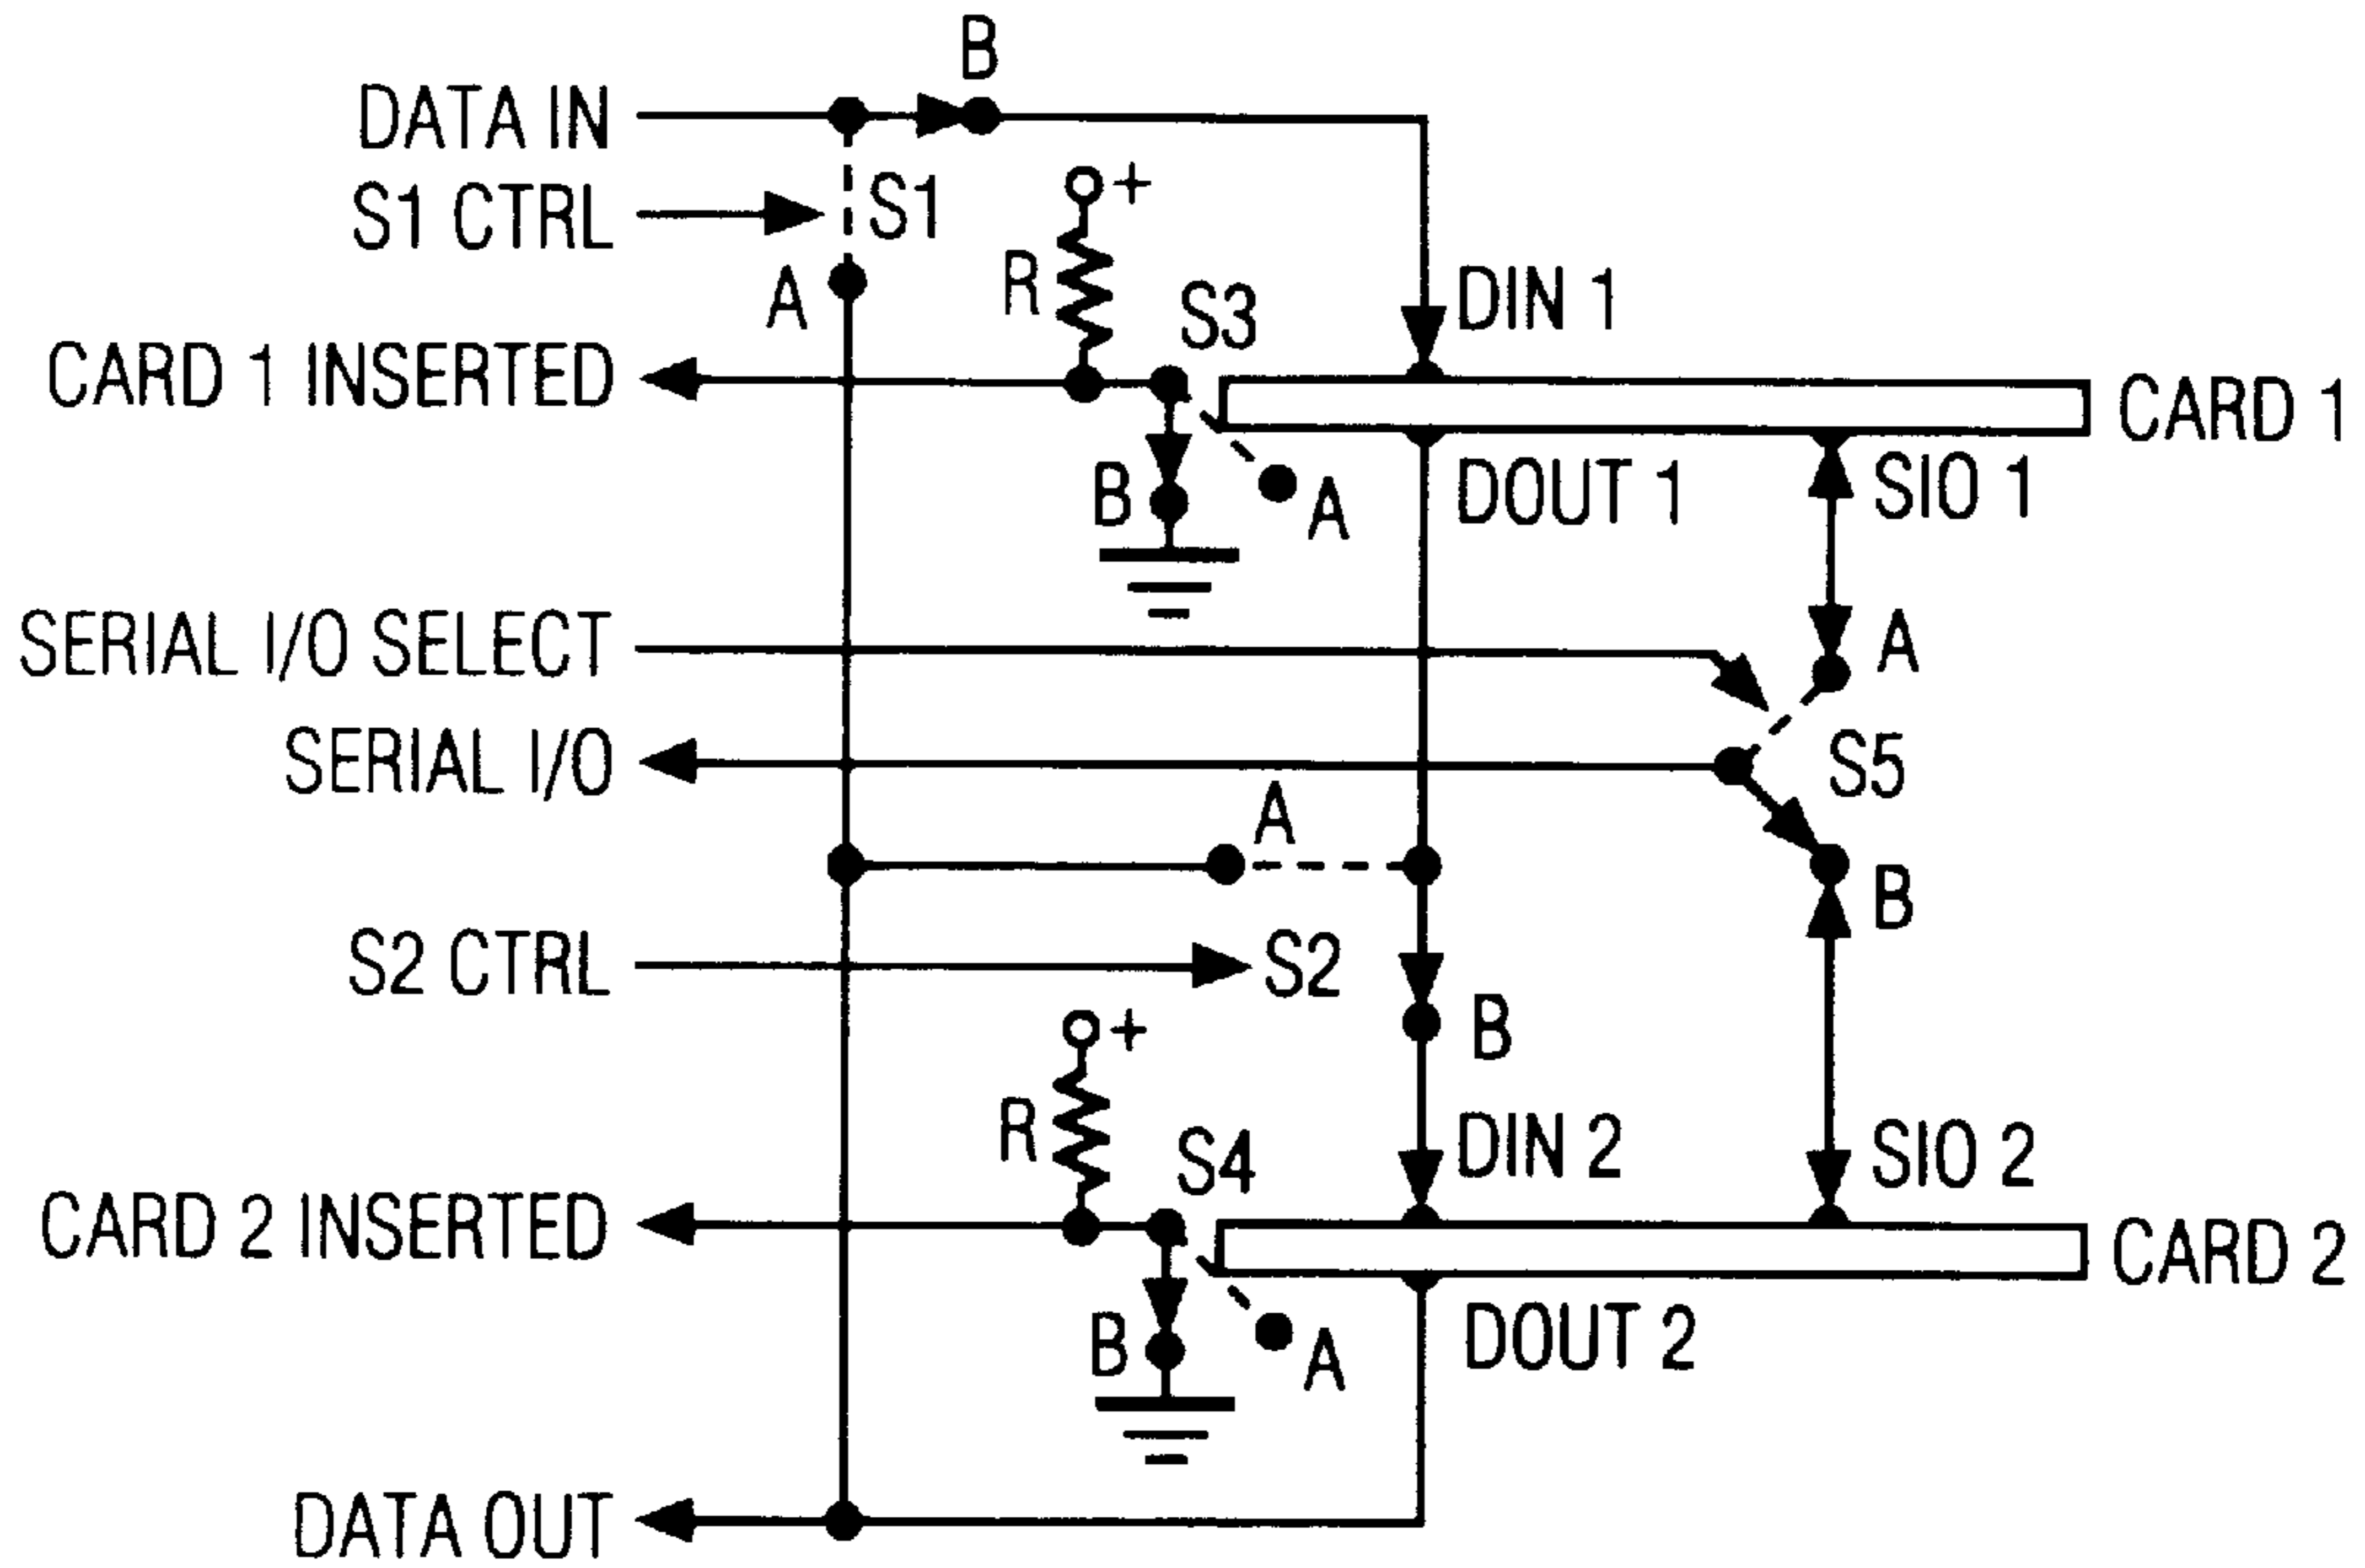 B
DATA IN
S1 CTRL
S1
+
R
A
S3
DIN 1
CARD 1 INSERTED
CARD 1
B
A
DOUT 1
SIO 1
SERIAL I/O SELECT
A
SERIAL I/O
S5
A
B
S2 CTRL
S2
B
+
R
S4
DIN 2
SIO 2
CARD 2 INSERTED
CARD 2
B
A
DOUT 2
DATA OUT